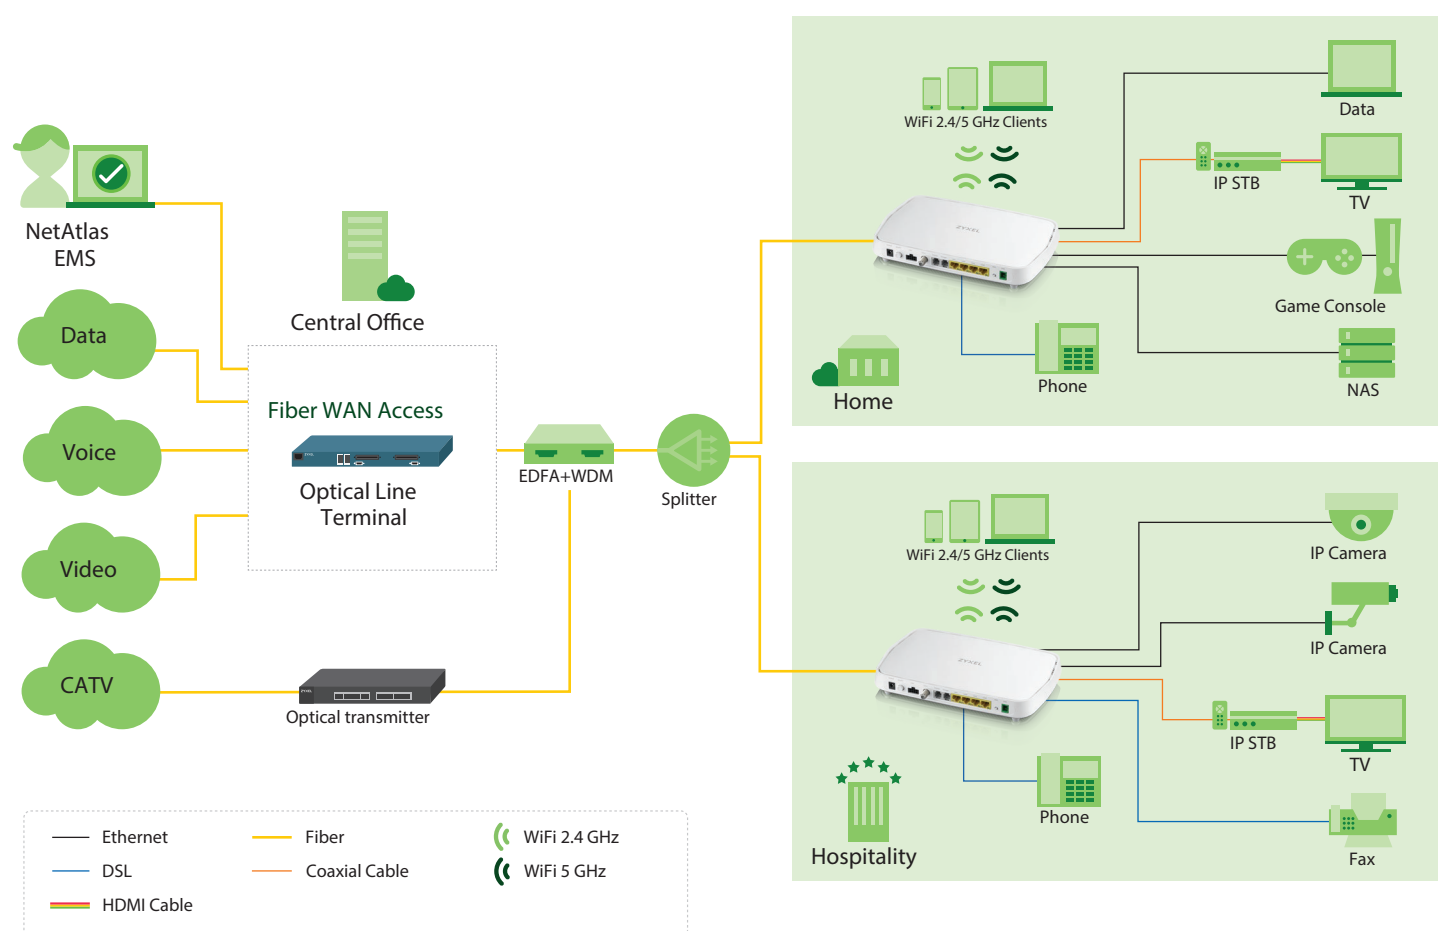 NetAtlas
EMS
Data
Voice
Video
CATV
Central Office
Fiber WAN Access
Optical Line
Terminal
Optical transmitter
EDFA+WDM
Splitter
WiFi 2.4/5 GHz Clients
ZYXEL
Data
IP STB
TV
Game Console
NAS
Phone
Home
WiFi 2.4/5 GHz Clients
ZYXEL
IP Camera
IP Camera
IP STB
TV
Phone
Fax
Hospitality
Ethernet
Fiber
WiFi 2.4 GHz
DSL
Coaxial Cable
WiFi 5 GHz
HDMI Cable